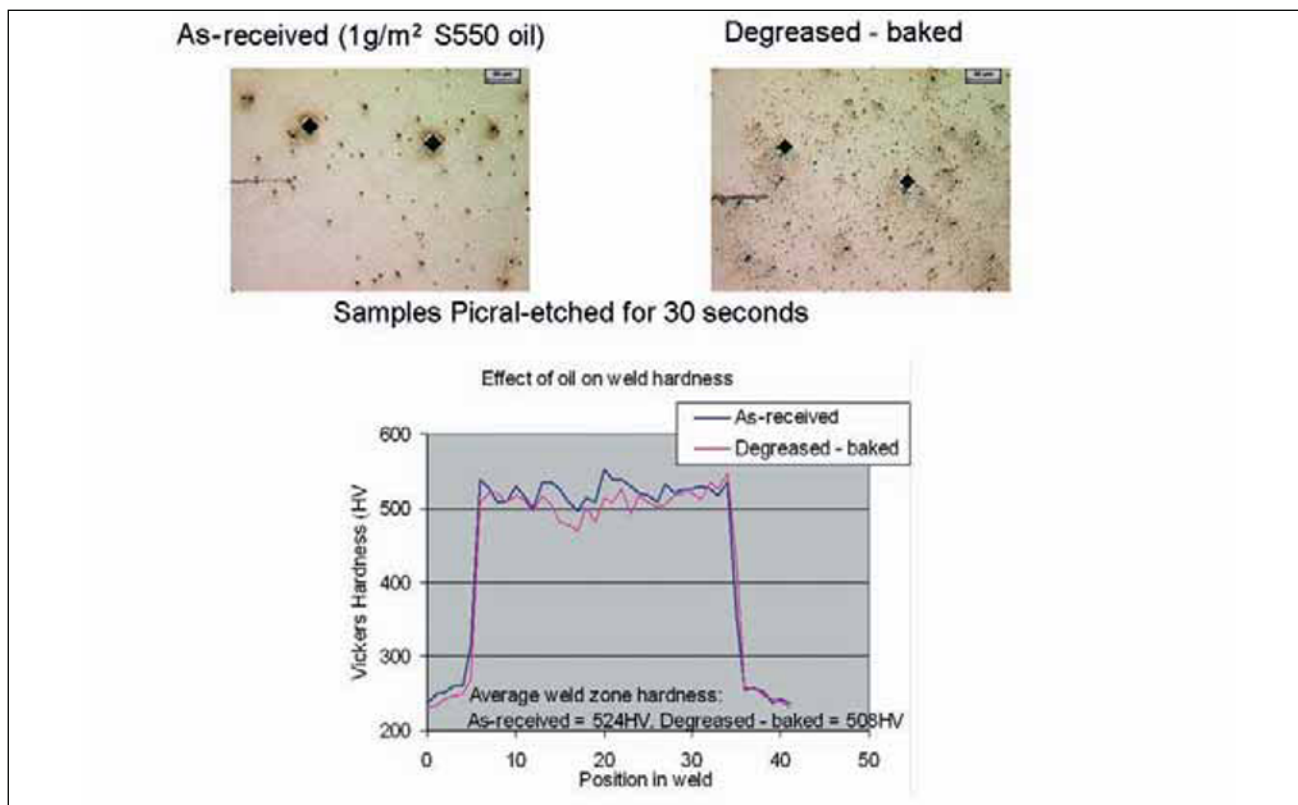 As-received (1g/m² S550 oil)
Degreased - baked
Samples Picral-etched for 30 seconds
Effect of oil on weld hardness
As-received
Degreased - baked
Vickers Hardness (HV
600
500
400
300
200
Average weld zone hardness:
As-received = 524HV, Degreased - baked = 508HV
0 10 20 30 40 50
Position in weld